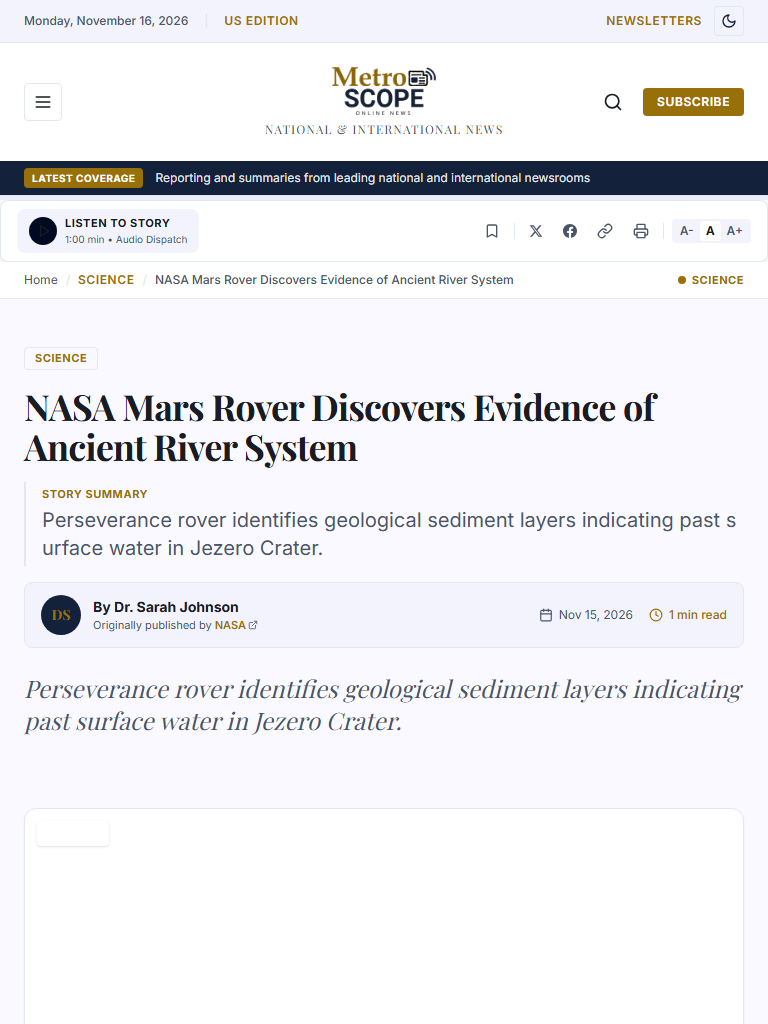 Monday, November 16, 2026
US EDITION
NEWSLETTERS
Metro
SCOPE
ONLINE NEWS
NATIONAL & INTERNATIONAL NEWS
SUBSCRIBE
LATEST COVERAGE
Reporting and summaries from leading national and international newsrooms
LISTEN TO STORY
1:00 min • Audio Dispatch
A- A A+
Home / SCIENCE / NASA Mars Rover Discovers Evidence of Ancient River System
SCIENCE
SCIENCE
NASA Mars Rover Discovers Evidence of
Ancient River System
STORY SUMMARY
Perseverance rover identifies geological sediment layers indicating past s
urface water in Jezero Crater.
DS
By Dr. Sarah Johnson
Originally published by NASA
Nov 15, 2026
1 min read
Perseverance rover identifies geological sediment layers indicating
past surface water in Jezero Crater.